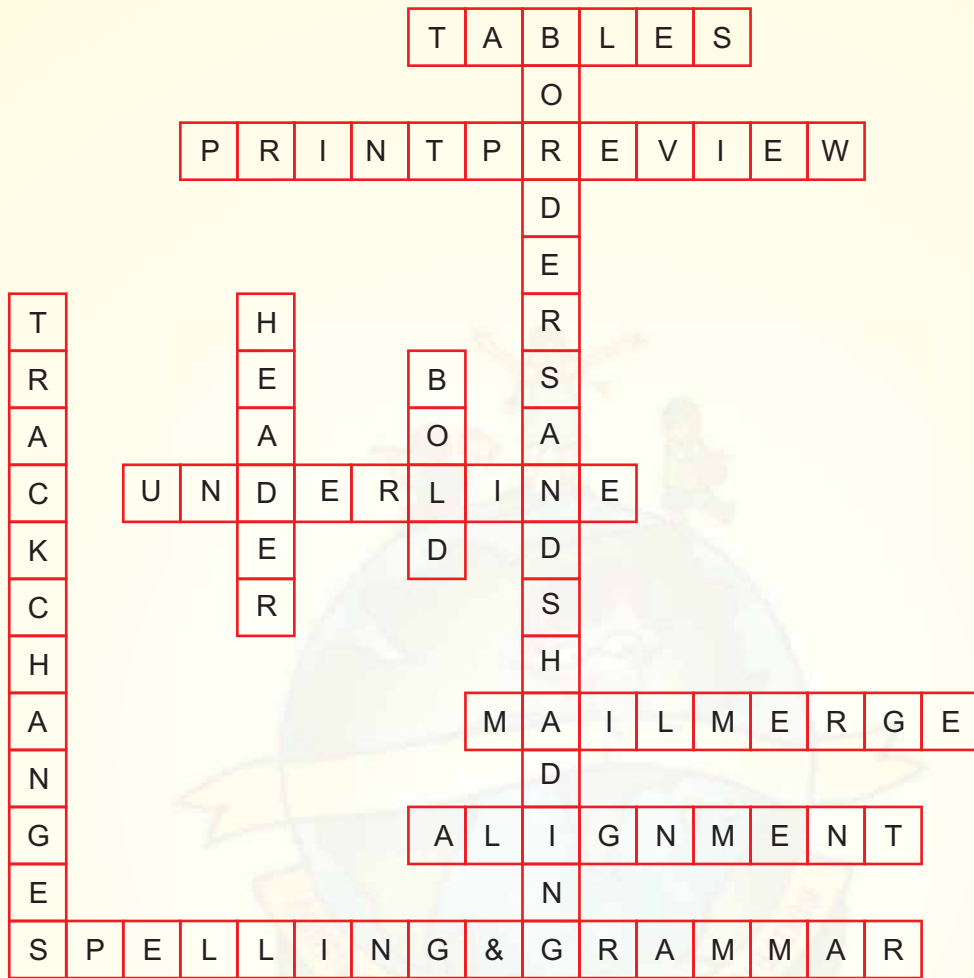 T A B L E S
O
P R I N T P R E V I E W
D
E
T H R
R E B S
A A O A
C U N D E R L I N E
K E D D
C R S
H H
A M A I L M E R G E
N D
G A L I G N M E N T
E N
S P E L L I N G & G R A M M A R